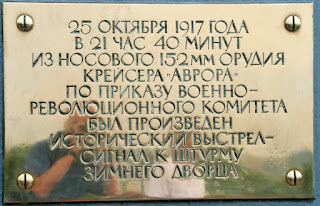 25 ОКТЯБРЯ 1917 ГОДА
В 21 ЧАС 40 МИНУТ
ИЗ НОСОВОГО 152ММ ОРУДИЯ
КРЕЙСЕРА "АВРОРА"
ПО ПРИКАЗУ ВОЕННО-
РЕВОЛЮЦИОННОГО КОМИТЕТА
БЫЛ ПРОИЗВЕДЕН
ИСТОРИЧЕСКИЙ ВЫСТРЕЛ-
СИГНАЛ К ШТУРМУ
ЗИМНЕГО ДВОРЦА